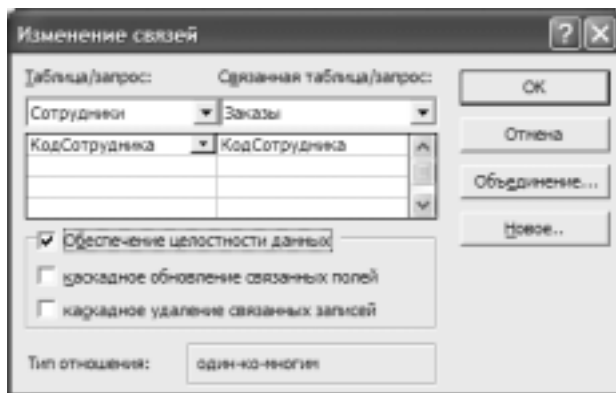 Изменение связей
Таблица/запрос: Связанная таблица/запрос:
Сотрудники Заказы
КодСотрудника КодСотрудника
Обеспечение целостности данных
каскадное обновление связанных полей
каскадное удаление связанных записей
Тип отношения: один-ко-многим
ОК
Отмена
Объединение...
Новое..